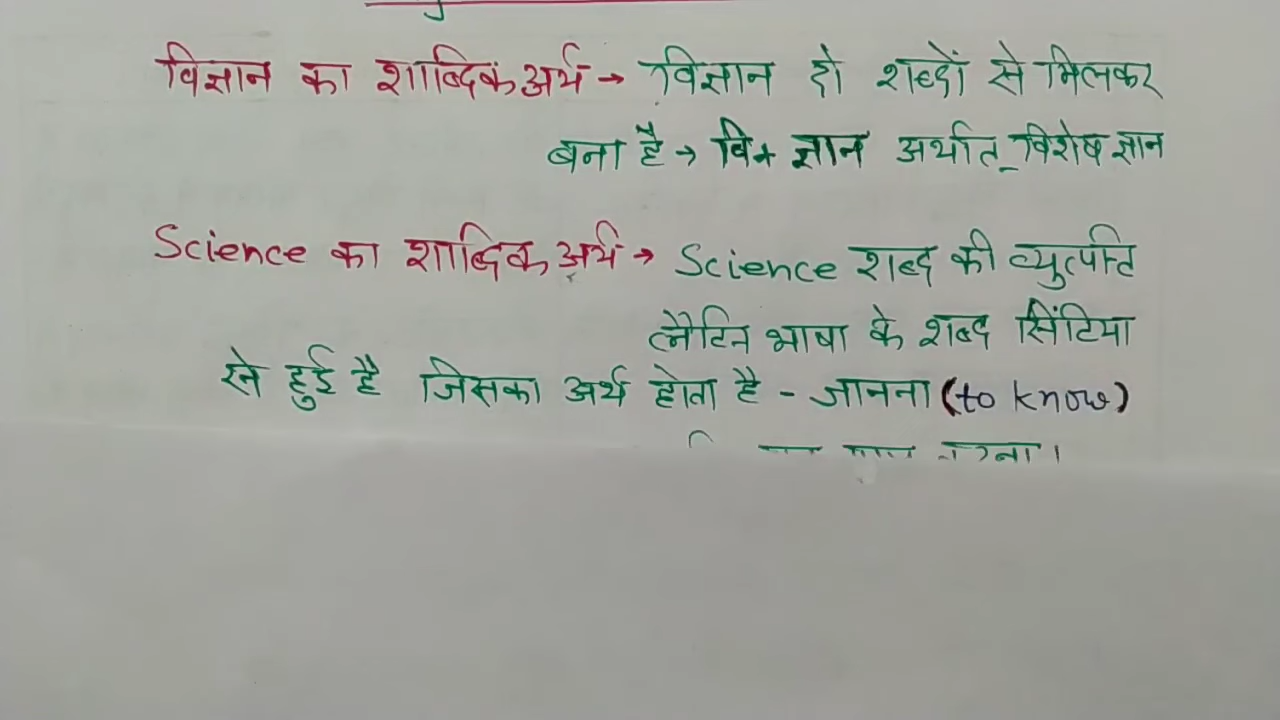 विज्ञान का शाब्दिक अर्थ → विज्ञान दो शब्दों से मिलकर
बना है → वि + ज्ञान अर्थात् विशेष ज्ञान
Science का शाब्दिक अर्थ → Science शब्द की व्युत्पत्ति
लैटिन भाषा के शब्द सिंटिया
से हुई है जिसका अर्थ होता है - जानना (to know)